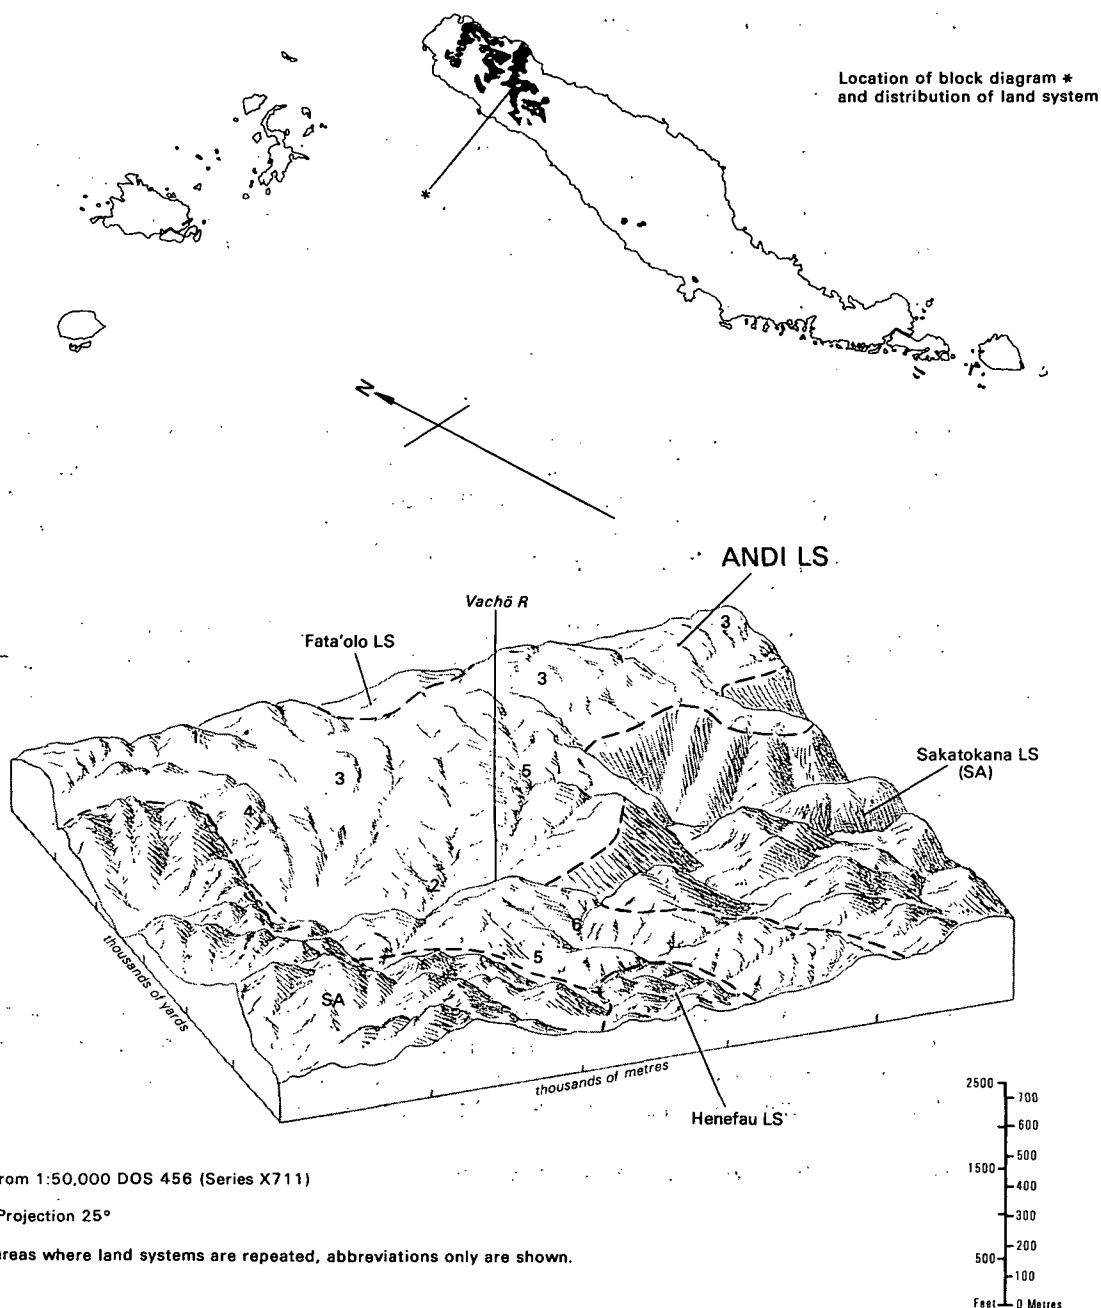 Location of block diagram *
and distribution of land system
*
N
ANDI LS
Vachö R
Fata'olo LS
3
3
Sakatokana LS
(SA)
3
5
4
2
6
5
SA
thousands of yards
thousands of metres
Henefau LS
2500
700
600
500
1500
400
300
200
500
100
Feet
0 Metres
rom 1:50,000 DOS 456 (Series X711)
Projection 25°
reas where land systems are repeated, abbreviations only are shown.